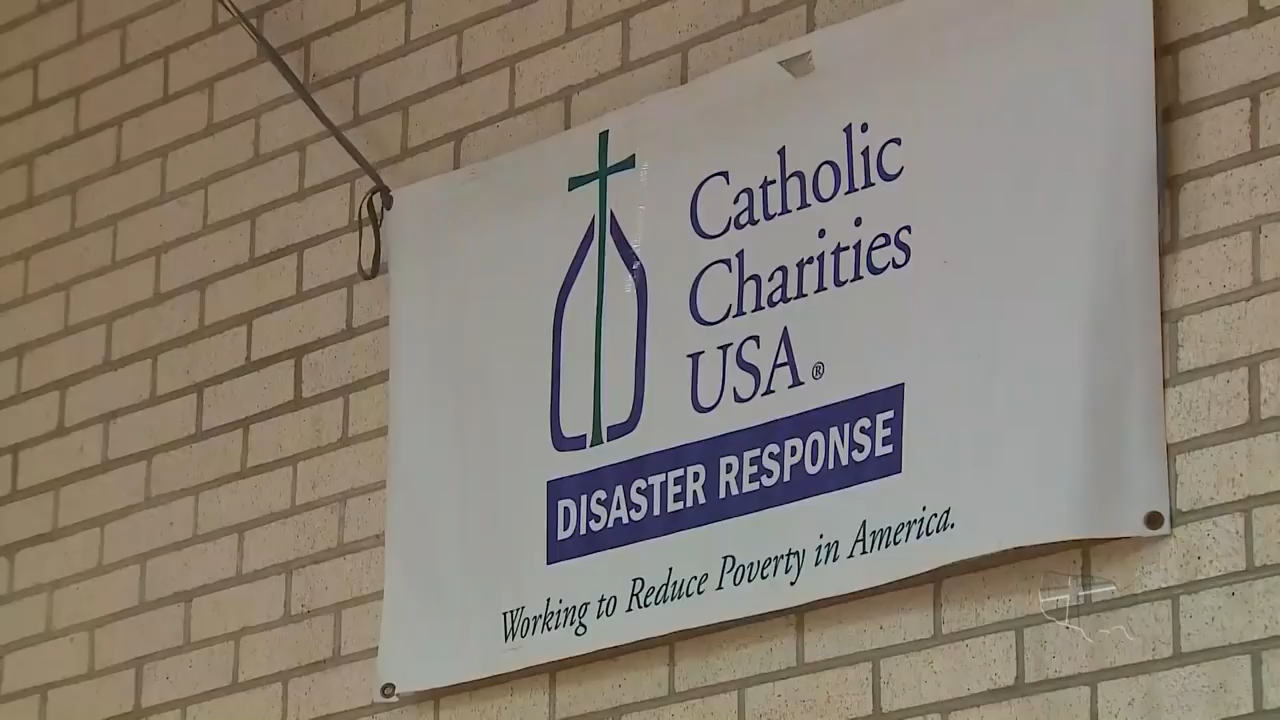 Catholic
Charities
USA®
DISASTER RESPONSE
Working to Reduce Poverty in America.